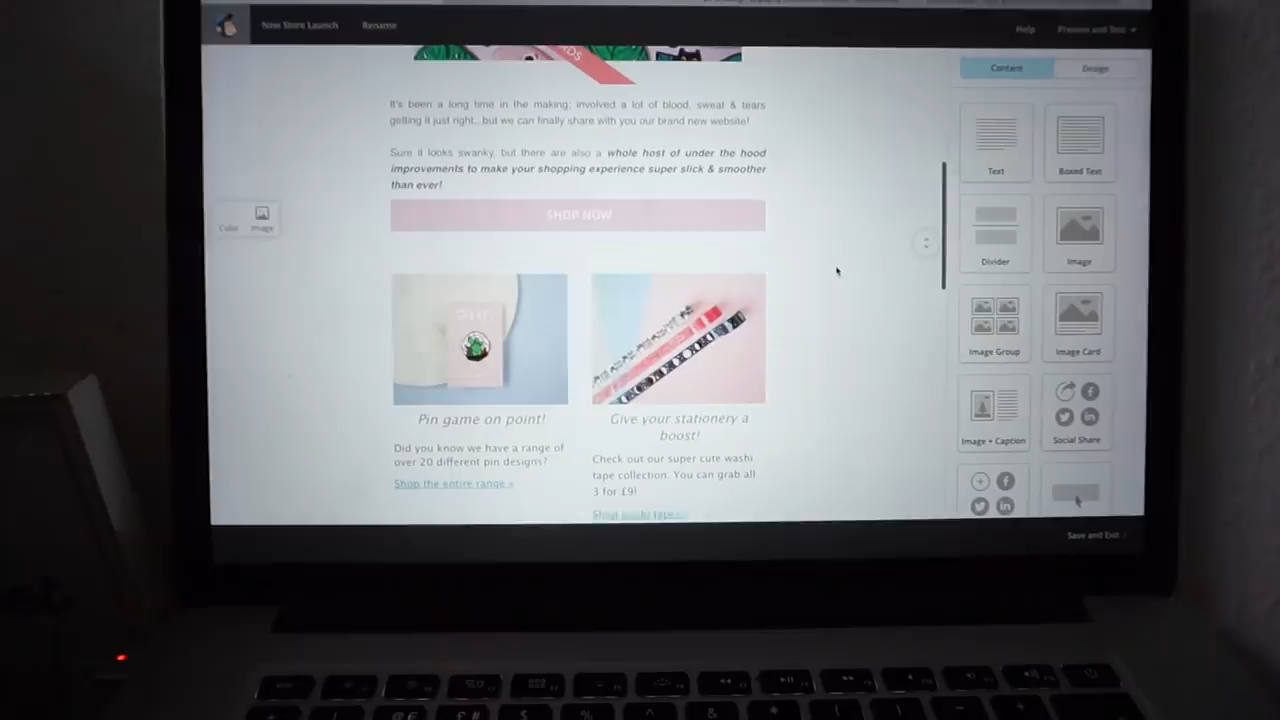 New Store Launch Rename Help Preview and Test
Content Design
DS
It's been a long time in the making; involved a lot of blood, sweat & tears
getting it just right...but we can finally share with you our brand new website!
Sure it looks swanky, but there are also a whole host of under the hood
improvements to make your shopping experience super slick & smoother
than ever!
SHOP NOW
Color Image
Pin game on point!
Did you know we have a range of
over 20 different pin designs?
Shop the entire range »
Give your stationery a
boost!
Check out our super cute washi
tape collection. You can grab all
3 for £9!
Text Boxed Text
Divider Image
Image Group Image Card
Image + Caption Social Share
Save and Exit